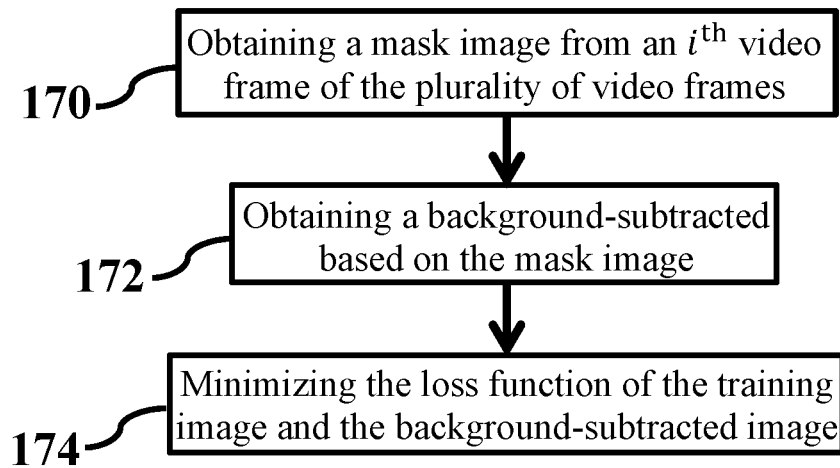 Obtaining a mask image from an iᵗʰ video
frame of the plurality of video frames
170
Obtaining a background-subtracted
based on the mask image
172
Minimizing the loss function of the training
image and the background-subtracted image
174